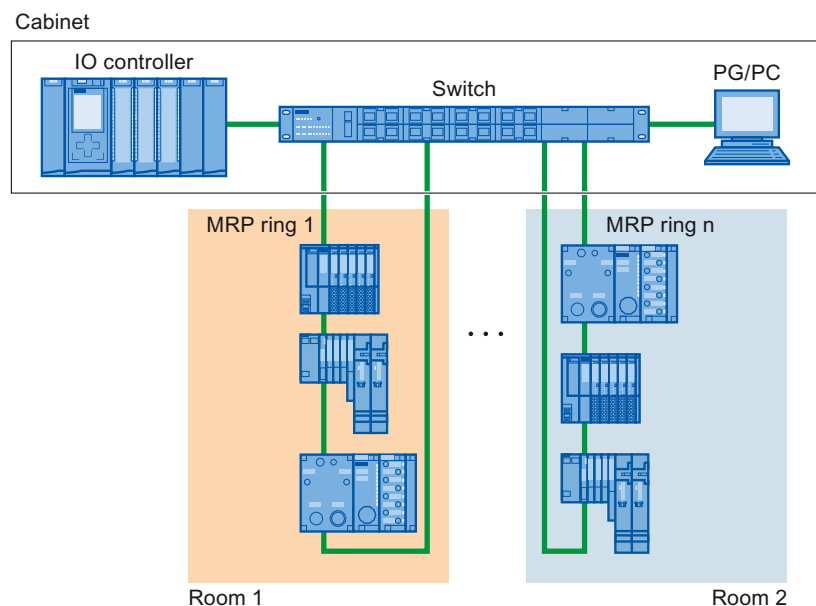 Cabinet
IO controller
Switch
PG/PC
MRP ring 1
MRP ring n
. . .
Room 1
Room 2